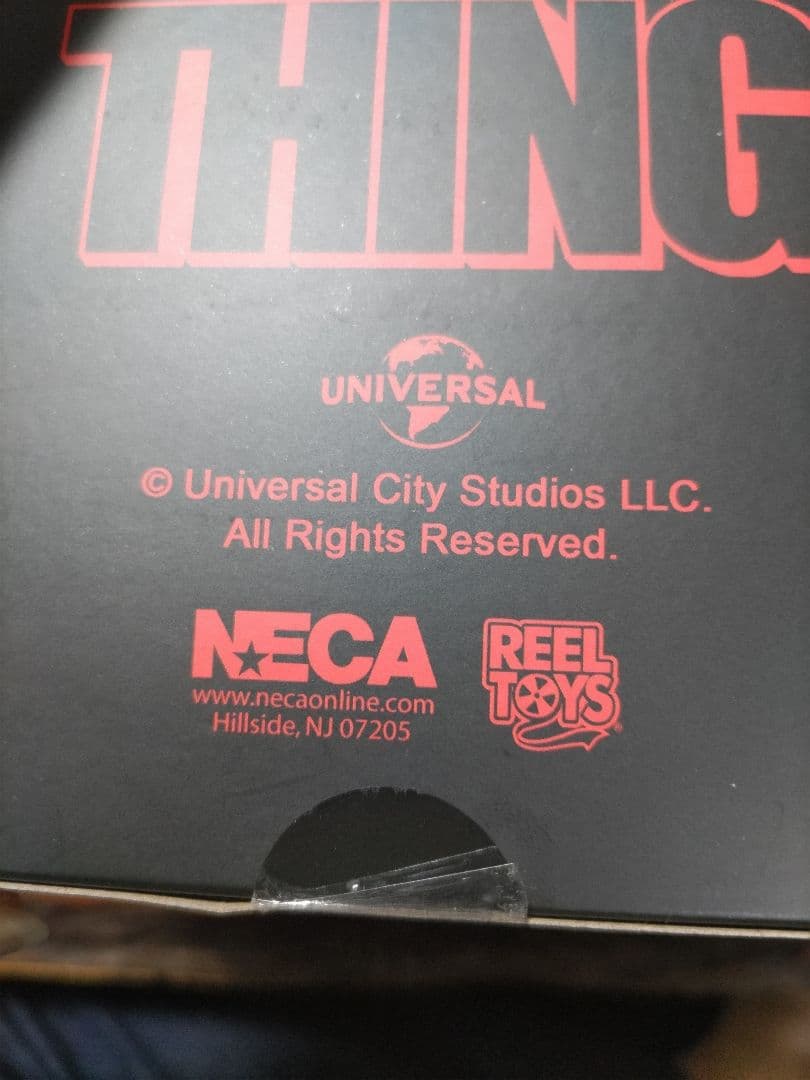 THING
UNIVERSAL
© Universal City Studios LLC.
All Rights Reserved.
NECA
www.necaonline.com
Hillside, NJ 07205
REEL
TOYS